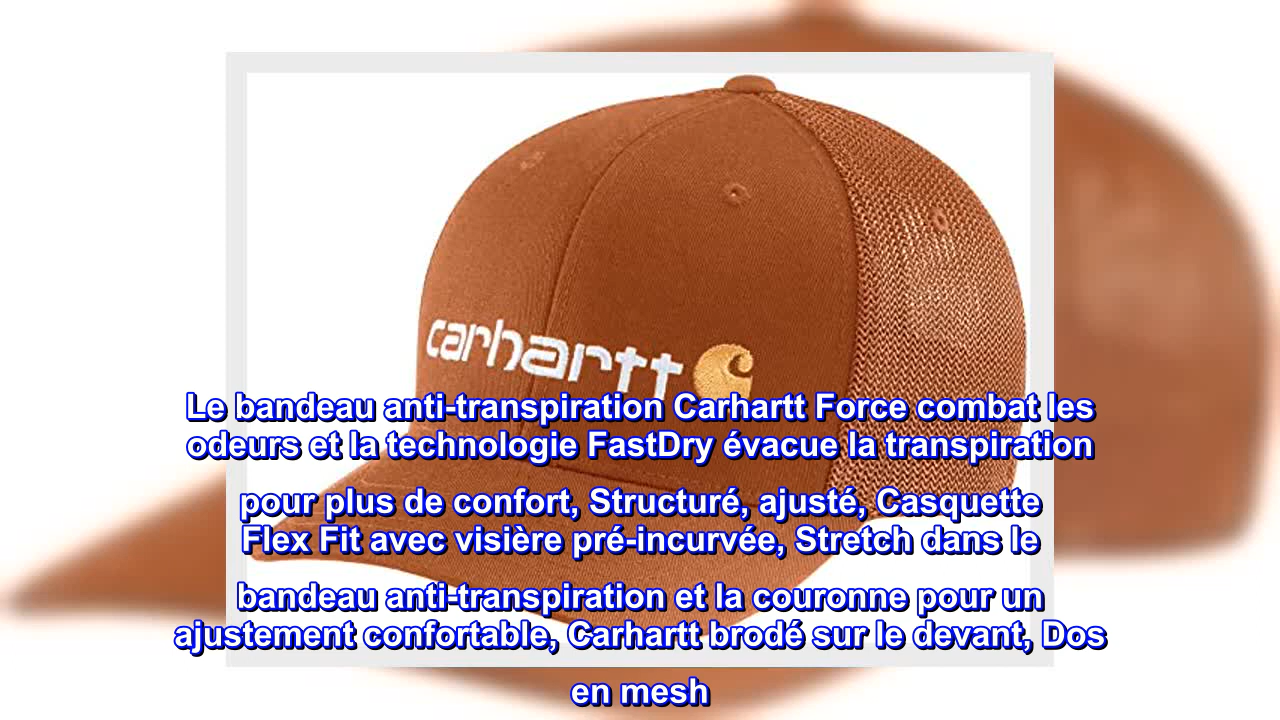 carhartt
Le bandeau anti-transpiration Carhartt Force combat les
odeurs et la technologie FastDry évacue la transpiration
pour plus de confort, Structuré, ajusté, Casquette
Flex Fit avec visière pré-incurvée, Stretch dans le
bandeau anti-transpiration et la couronne pour un
ajustement confortable, Carhartt brodé sur le devant, Dos
en mesh